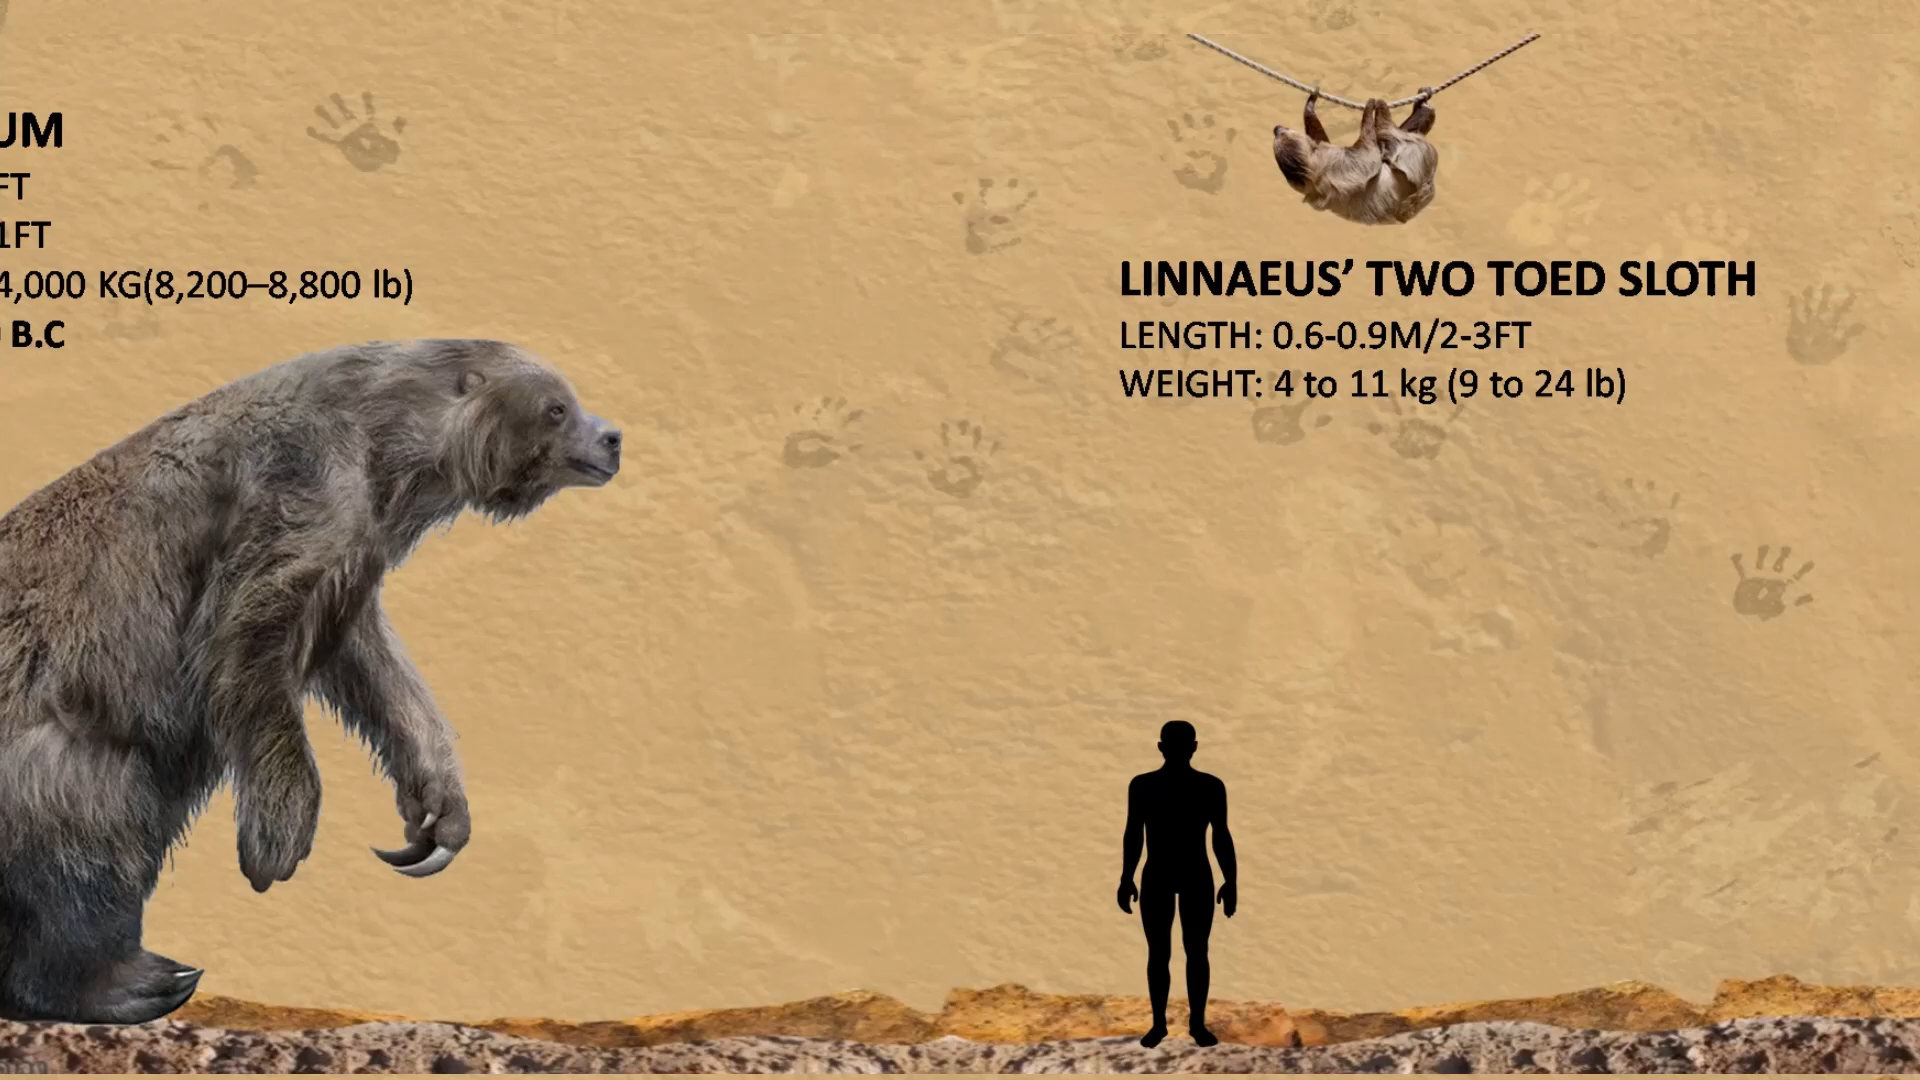 UM
FT
1FT
4,000 KG(8,200–8,800 lb)
B.C
LINNAEUS’ TWO TOED SLOTH
LENGTH: 0.6-0.9M/2-3FT
WEIGHT: 4 to 11 kg (9 to 24 lb)